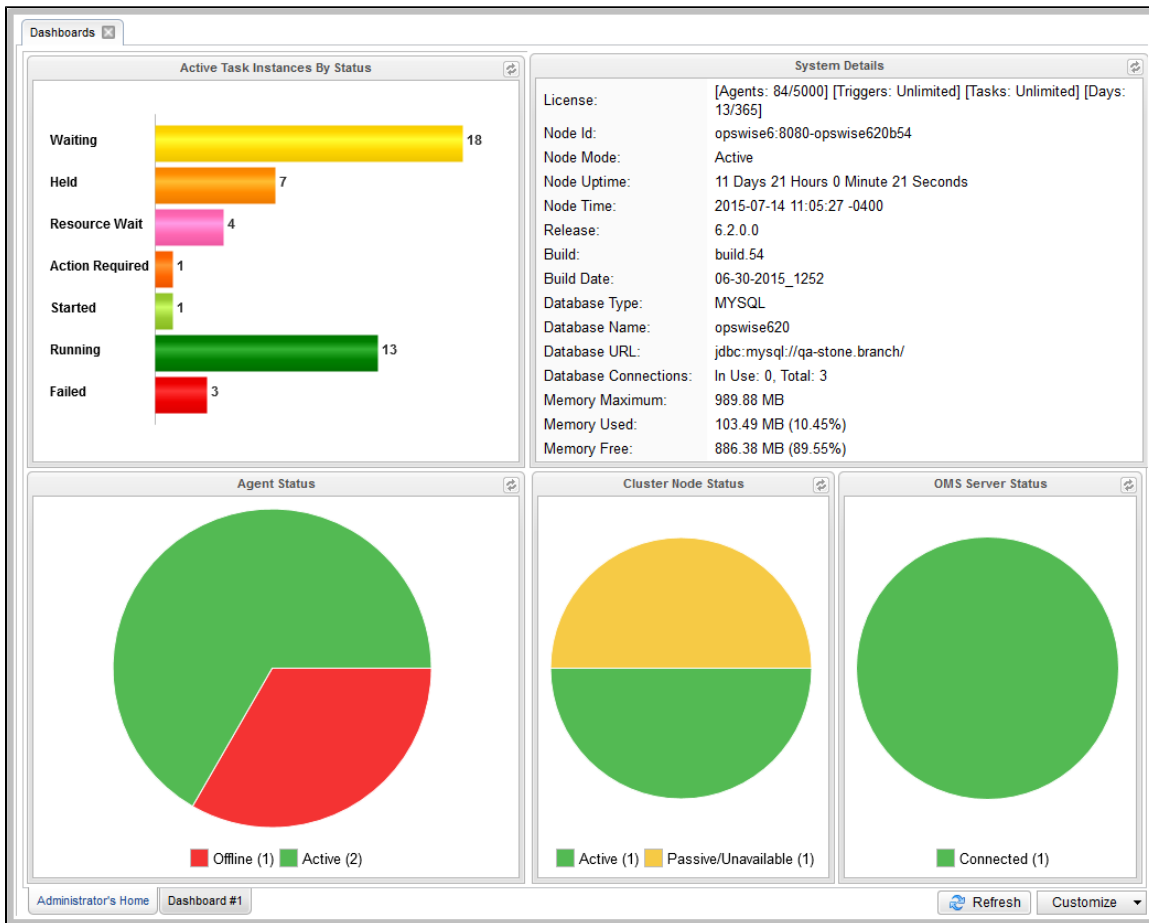 Dashboards
Active Task Instances By Status
Waiting 18
Held 7
Resource Wait 4
Action Required 1
Started 1
Running 13
Failed 3
System Details
License: [Agents: 84/5000] [Triggers: Unlimited] [Tasks: Unlimited] [Days:
13/365]
Node Id: opswise6:8080-opswise620b54
Node Mode: Active
Node Uptime: 11 Days 21 Hours 0 Minute 21 Seconds
Node Time: 2015-07-14 11:05:27 -0400
Release: 6.2.0.0
Build: build.54
Build Date: 06-30-2015_1252
Database Type: MYSQL
Database Name: opswise620
Database URL: jdbc:mysql://qa-stone.branch/
Database Connections: In Use: 0, Total: 3
Memory Maximum: 989.88 MB
Memory Used: 103.49 MB (10.45%)
Memory Free: 886.38 MB (89.55%)
Agent Status
Offline (1) Active (2)
Cluster Node Status
Active (1) Passive/Unavailable (1)
OMS Server Status
Connected (1)
Administrator's Home Dashboard #1 Refresh Customize